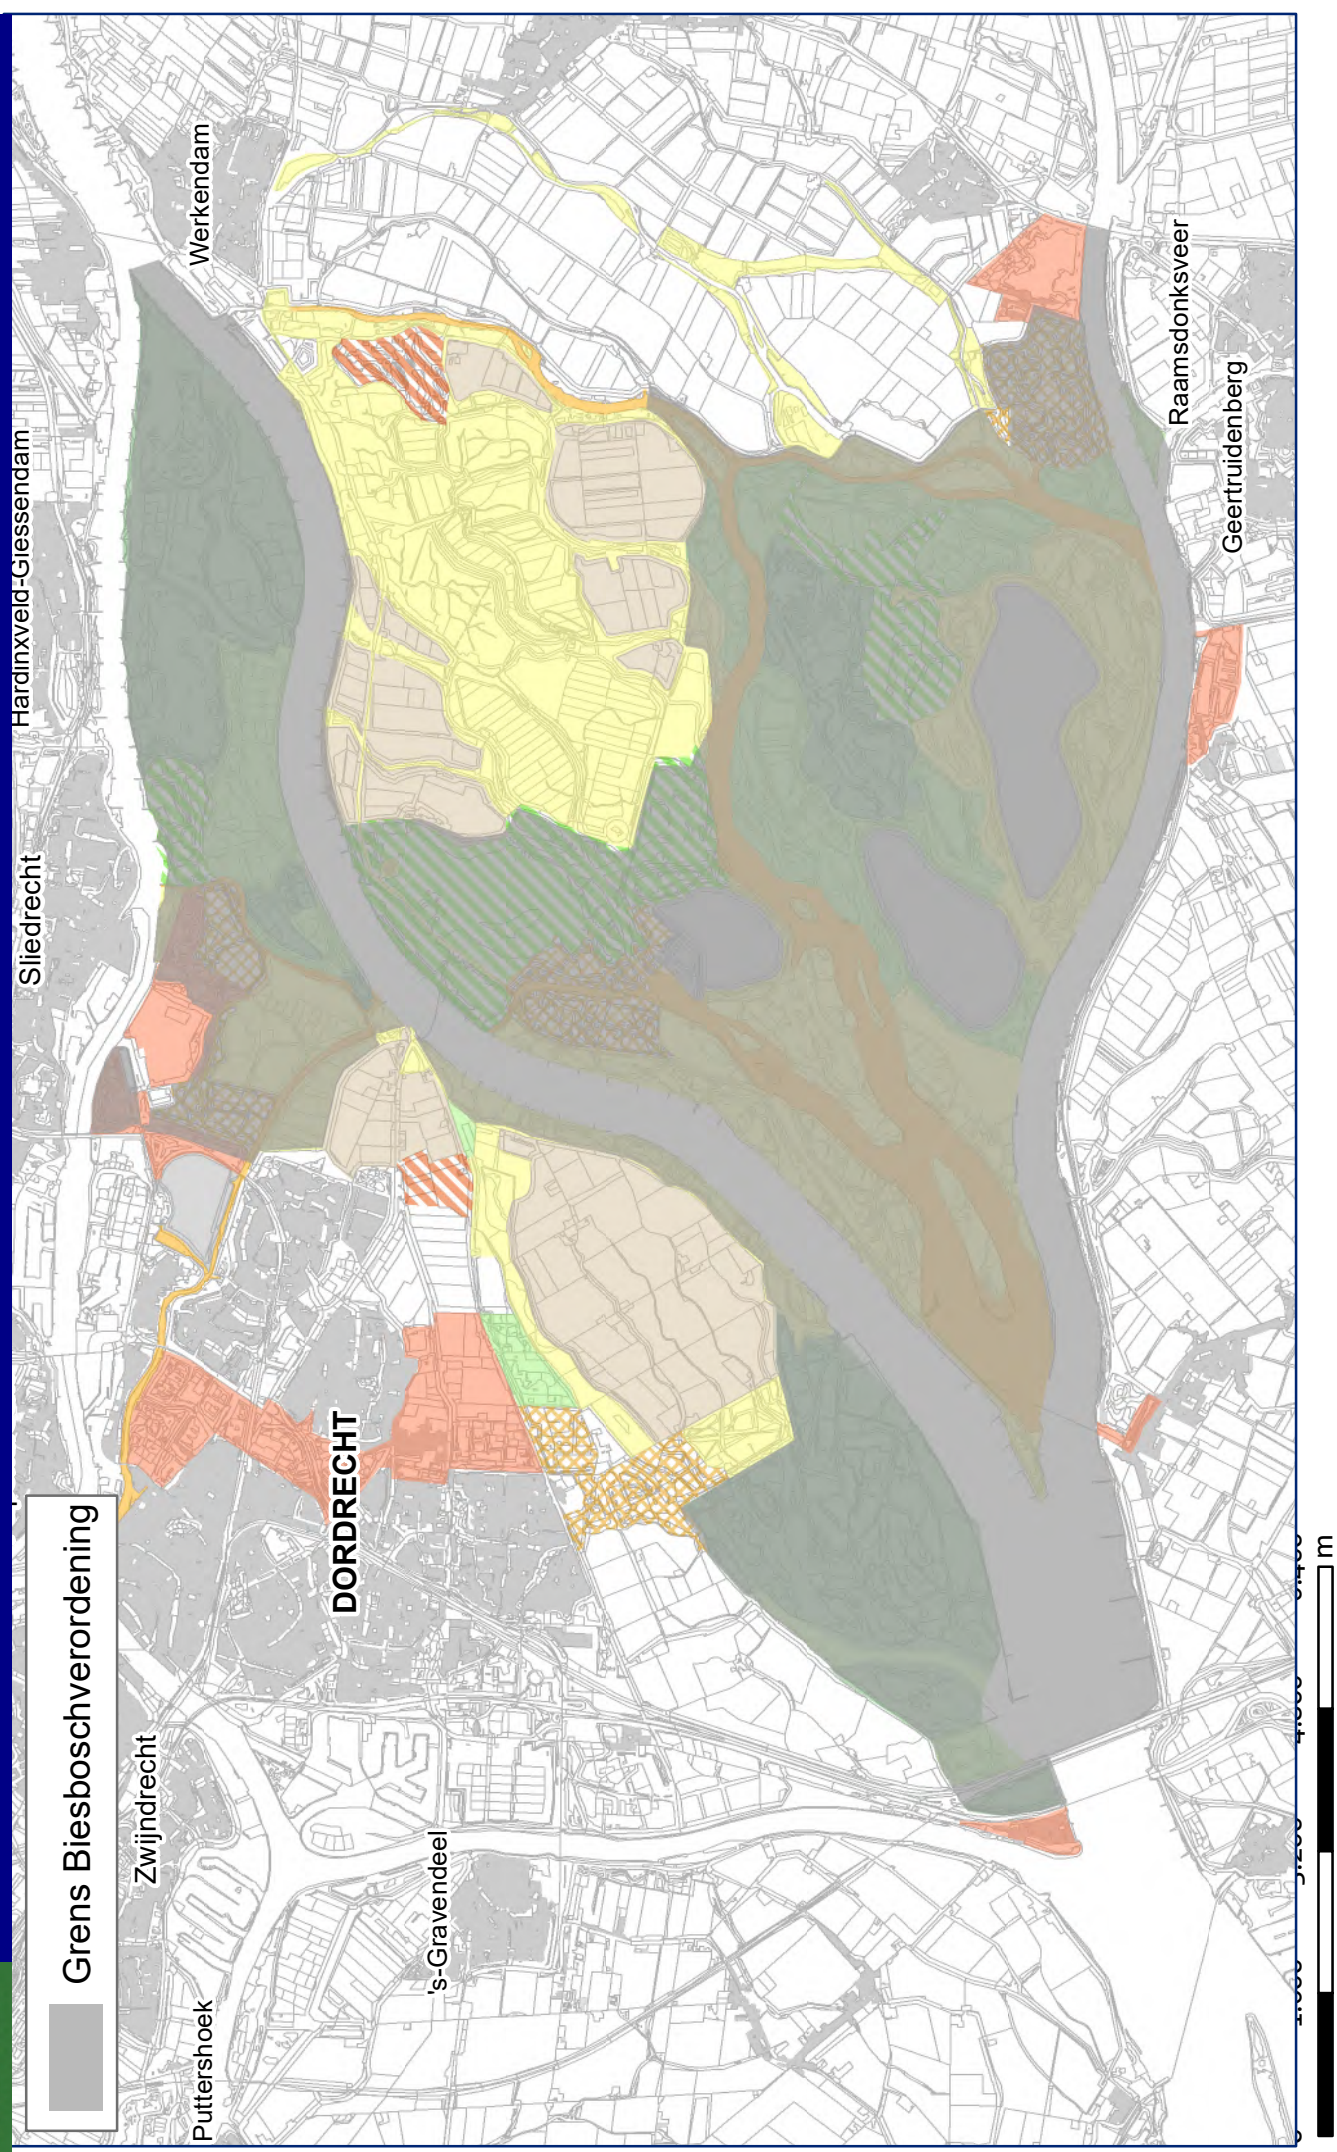 Grens Biesboschverordening
Puttershoek
Zwijndrecht
's-Gravendeel
DORDRECHT
Sliedrecht
Hardinxveld-Giessendam
Werkendam
Raamsdonksveer
Geertruidenberg
m